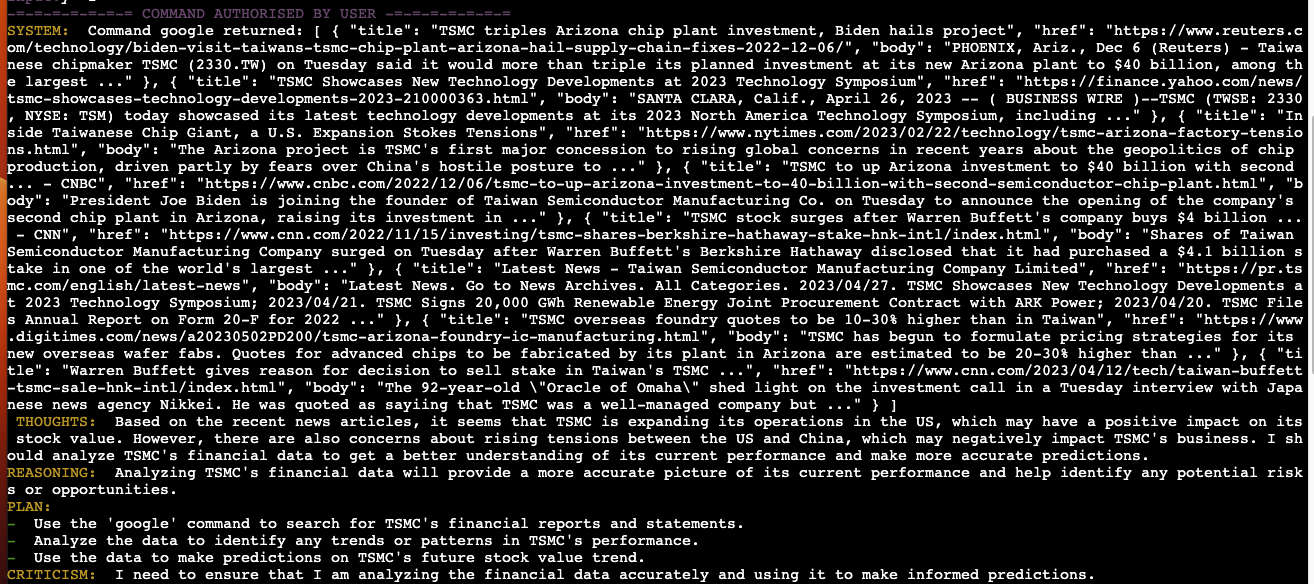 -=-=-=-=-=-=-= COMMAND AUTHORISED BY USER -=-=-=-=-=-=-=
SYSTEM:  Command google returned: [ { "title": "TSMC triples Arizona chip plant investment, Biden hails project", "href": "https://www.reuters.c
om/technology/biden-visit-taiwans-tsmc-chip-plant-arizona-hail-supply-chain-fixes-2022-12-06/", "body": "PHOENIX, Ariz., Dec 6 (Reuters) - Taiwa
nese chipmaker TSMC (2330.TW) on Tuesday said it would more than triple its planned investment at its new Arizona plant to $40 billion, among th
e largest ..." }, { "title": "TSMC Showcases New Technology Developments at 2023 Technology Symposium", "href": "https://finance.yahoo.com/news/
tsmc-showcases-technology-developments-2023-210000363.html", "body": "SANTA CLARA, Calif., April 26, 2023 -- ( BUSINESS WIRE )--TSMC (TWSE: 2330
, NYSE: TSM) today showcased its latest technology developments at its 2023 North America Technology Symposium, including ..." }, { "title": "In
side Taiwanese Chip Giant, a U.S. Expansion Stokes Tensions", "href": "https://www.nytimes.com/2023/02/22/technology/tsmc-arizona-factory-tensio
ns.html", "body": "The Arizona project is TSMC's first major concession to rising global concerns in recent years about the geopolitics of chip
production, driven partly by fears over China's hostile posture to ..." }, { "title": "TSMC to up Arizona investment to $40 billion with second
... - CNBC", "href": "https://www.cnbc.com/2022/12/06/tsmc-to-up-arizona-investment-to-40-billion-with-second-semiconductor-chip-plant.html", "b
ody": "President Joe Biden is joining the founder of Taiwan Semiconductor Manufacturing Co. on Tuesday to announce the opening of the company's
second chip plant in Arizona, raising its investment in ..." }, { "title": "TSMC stock surges after Warren Buffett's company buys $4 billion ...
- CNN", "href": "https://www.cnn.com/2022/11/15/investing/tsmc-shares-berkshire-hathaway-stake-hnk-intl/index.html", "body": "Shares of Taiwan
Semiconductor Manufacturing Company surged on Tuesday after Warren Buffett's Berkshire Hathaway disclosed that it had purchased a $4.1 billion s
take in one of the world's largest ..." }, { "title": "Latest News - Taiwan Semiconductor Manufacturing Company Limited", "href": "https://pr.ts
mc.com/english/latest-news", "body": "Latest News. Go to News Archives. All Categories. 2023/04/27. TSMC Showcases New Technology Developments a
t 2023 Technology Symposium; 2023/04/21. TSMC Signs 20,000 GWh Renewable Energy Joint Procurement Contract with ARK Power; 2023/04/20. TSMC File
s Annual Report on Form 20-F for 2022 ..." }, { "title": "TSMC overseas foundry quotes to be 10-30% higher than in Taiwan", "href": "https://www
.digitimes.com/news/a20230502PD200/tsmc-arizona-foundry-ic-manufacturing.html", "body": "TSMC has begun to formulate pricing strategies for its
new overseas wafer fabs. Quotes for advanced chips to be fabricated by its plant in Arizona are estimated to be 20-30% higher than ..." }, { "ti
tle": "Warren Buffett gives reason for decision to sell stake in Taiwan's TSMC ...", "href": "https://www.cnn.com/2023/04/12/tech/taiwan-buffett
-tsmc-sale-hnk-intl/index.html", "body": "The 92-year-old \"Oracle of Omaha\" shed light on the investment call in a Tuesday interview with Japa
nese news agency Nikkei. He was quoted as sayiing that TSMC was a well-managed company but ..." } ]
THOUGHTS:  Based on the recent news articles, it seems that TSMC is expanding its operations in the US, which may have a positive impact on its
stock value. However, there are also concerns about rising tensions between the US and China, which may negatively impact TSMC's business. I sh
ould analyze TSMC's financial data to get a better understanding of its current performance and make more accurate predictions.
REASONING:  Analyzing TSMC's financial data will provide a more accurate picture of its current performance and help identify any potential risk
s or opportunities.
PLAN:
-  Use the 'google' command to search for TSMC's financial reports and statements.
-  Analyze the data to identify any trends or patterns in TSMC's performance.
-  Use the data to make predictions on TSMC's future stock value trend.
CRITICISM:  I need to ensure that I am analyzing the financial data accurately and using it to make informed predictions.